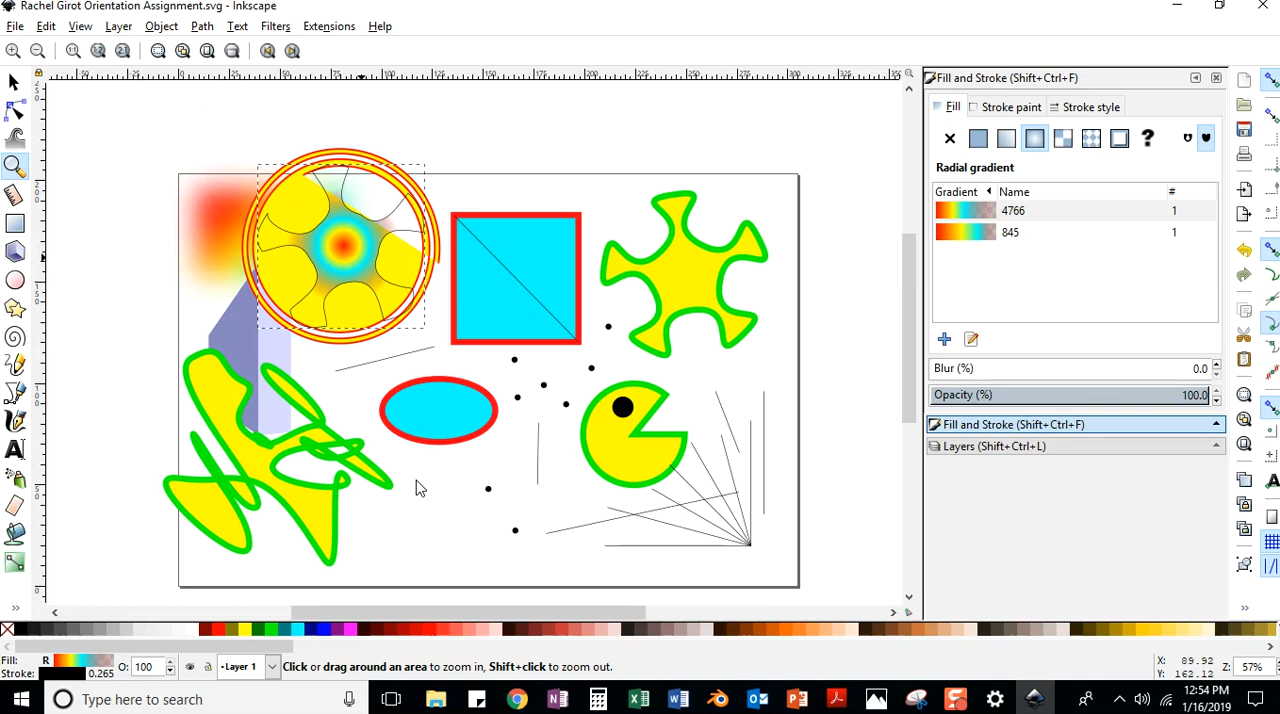 Rachel Girot Orientation Assignment.svg - Inkscape
File Edit View Layer Object Path Text Filters Extensions Help
Fill and Stroke (Shift+Ctrl+F)
Fill Stroke paint Stroke style
?
Radial gradient
Gradient Name #
4766 1
845 1
Blur (%) 0.0
Opacity (%) 100.0
Fill and Stroke (Shift+Ctrl+F)
Layers (Shift+Ctrl+L)
Fill: R O: 100 Layer 1 Click or drag around an area to zoom in, Shift+click to zoom out. X: 89.92 Z: 57%
Stroke: 0.265 Y: 162.12
Type here to search
12:54 PM
1/16/2019